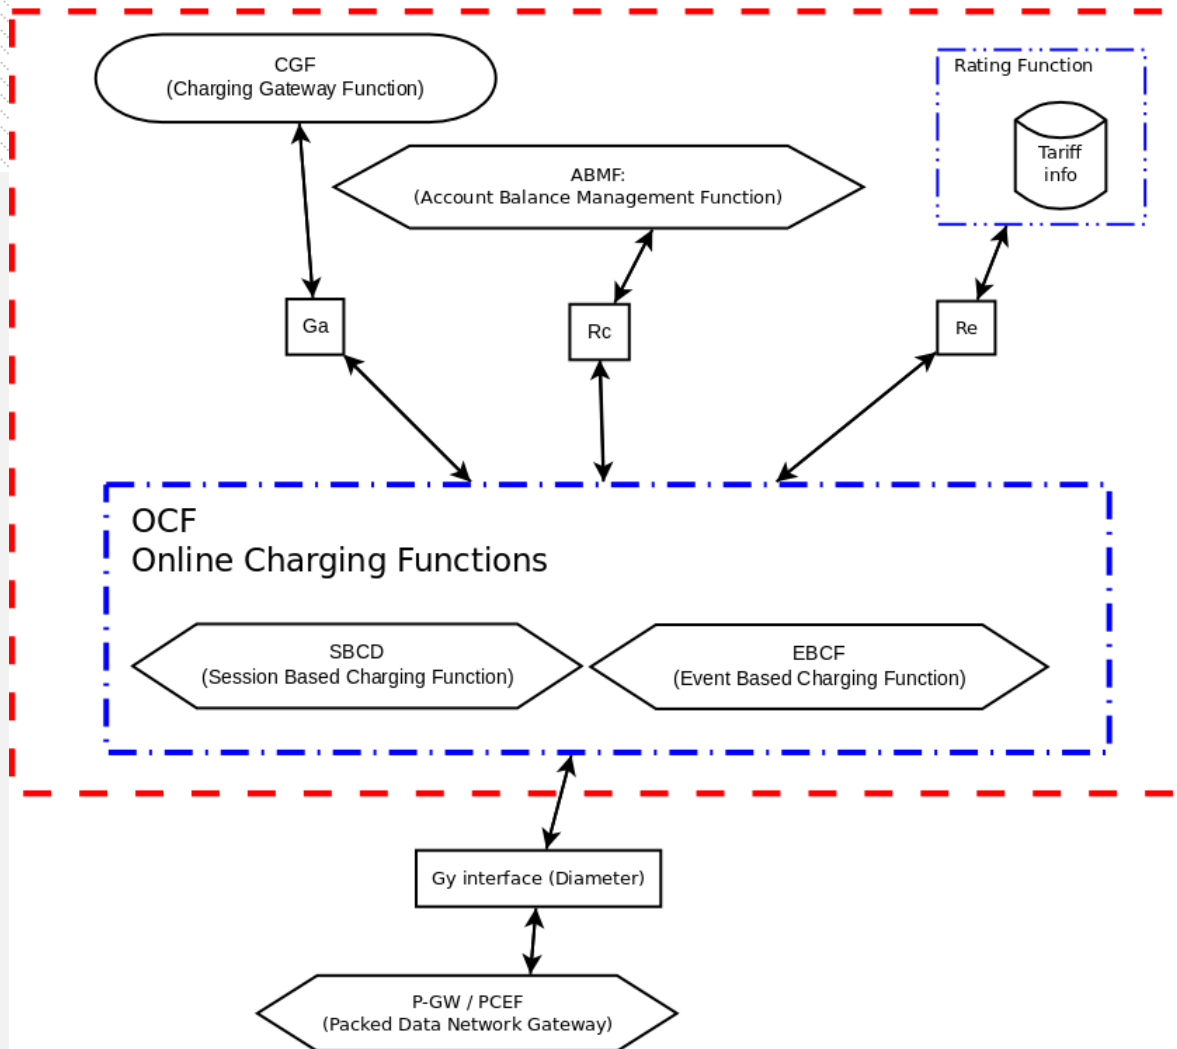 CGF
(Charging Gateway Function)
Rating Function
Tariff
info
ABMF:
(Account Balance Management Function)
Ga
Rc
Re
OCF
Online Charging Functions
SBCD
(Session Based Charging Function)
EBCF
(Event Based Charging Function)
Gy interface (Diameter)
P-GW / PCEF
(Packed Data Network Gateway)